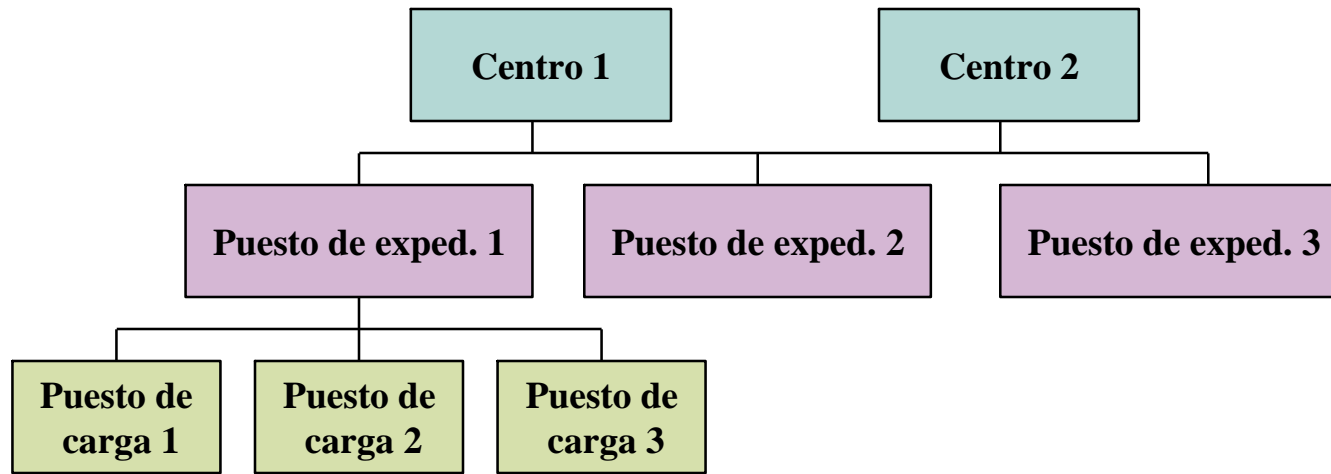 Centro 1
Centro 2
Puesto de exped. 1
Puesto de exped. 2
Puesto de exped. 3
Puesto de
carga 1
Puesto de
carga 2
Puesto de
carga 3